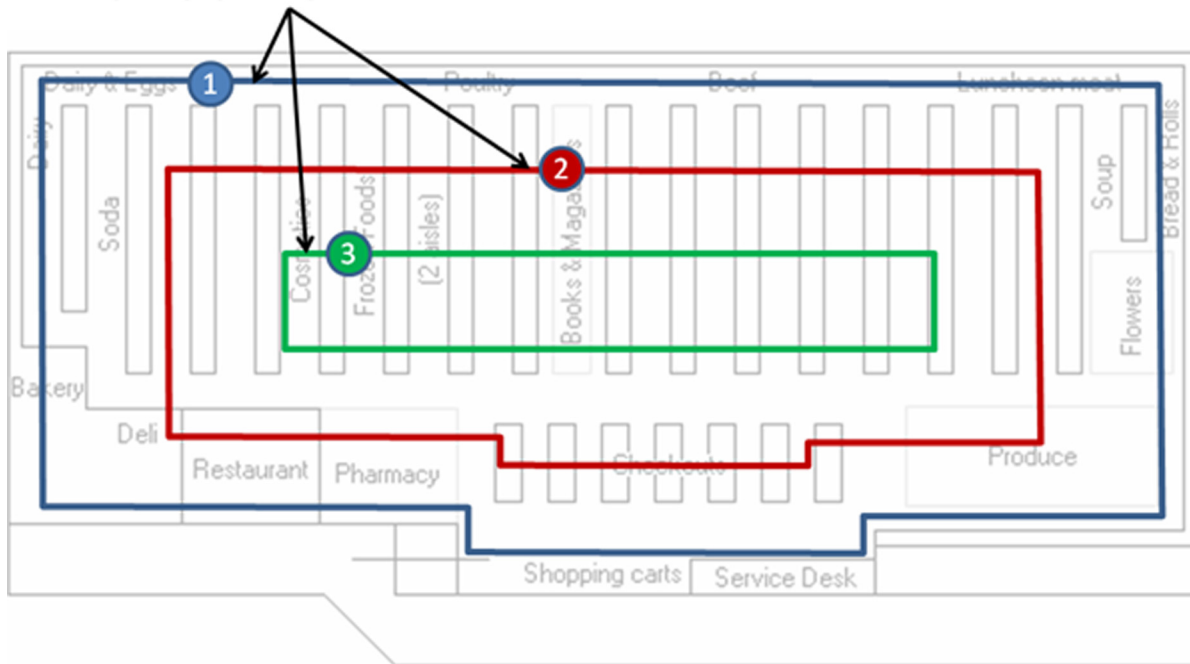 Dairy & Eggs
1
Poultry
Beef
Luncheon meat
Dairy
Soda
Cosmetics
Frozen Foods
(2 aisles)
2
Books & Magazines
3
Soup
Bread & Rolls
Flowers
Bakery
Deli
Restaurant
Pharmacy
Checkouts
Produce
Shopping carts
Service Desk